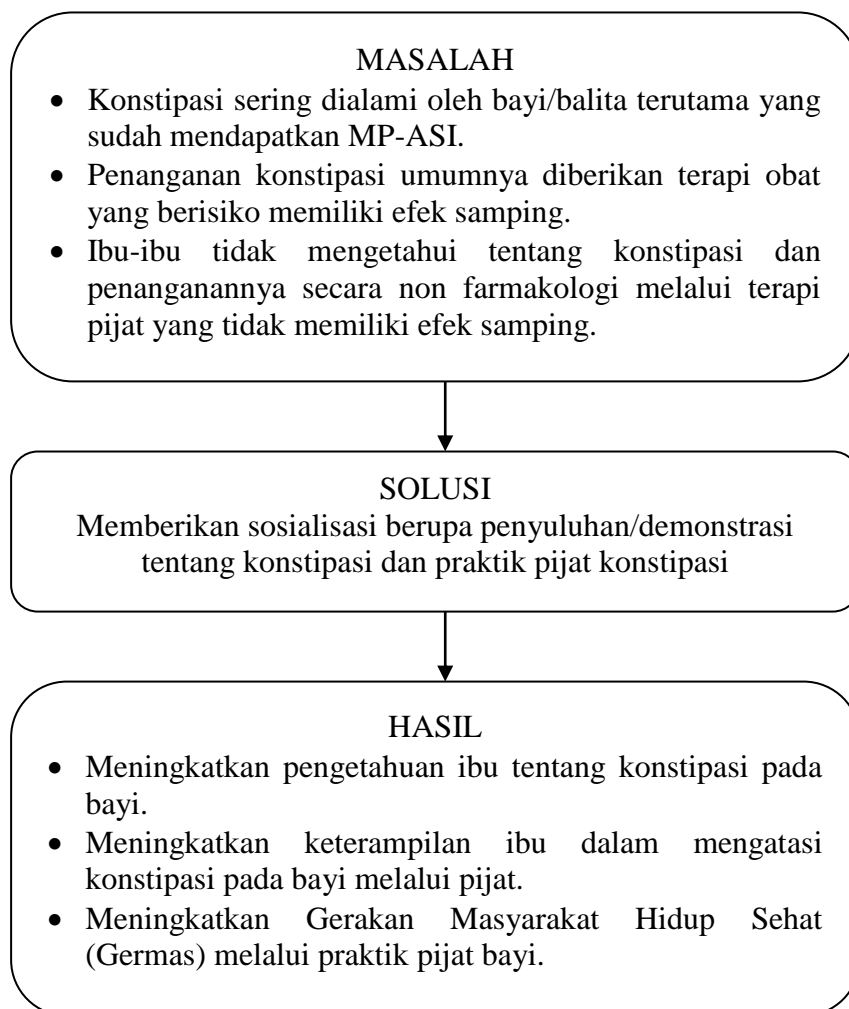 MASALAH
• Konstipasi sering dialami oleh bayi/balita terutama yang
sudah mendapatkan MP-ASI.
• Penanganan konstipasi umumnya diberikan terapi obat
yang berisiko memiliki efek samping.
• Ibu-ibu tidak mengetahui tentang konstipasi dan
penanganannya secara non farmakologi melalui terapi
pijat yang tidak memiliki efek samping.
SOLUSI
Memberikan sosialisasi berupa penyuluhan/demonstrasi
tentang konstipasi dan praktik pijat konstipasi
HASIL
• Meningkatkan pengetahuan ibu tentang konstipasi pada
bayi.
• Meningkatkan keterampilan ibu dalam mengatasi
konstipasi pada bayi melalui pijat.
• Meningkatkan Gerakan Masyarakat Hidup Sehat
(Germas) melalui praktik pijat bayi.